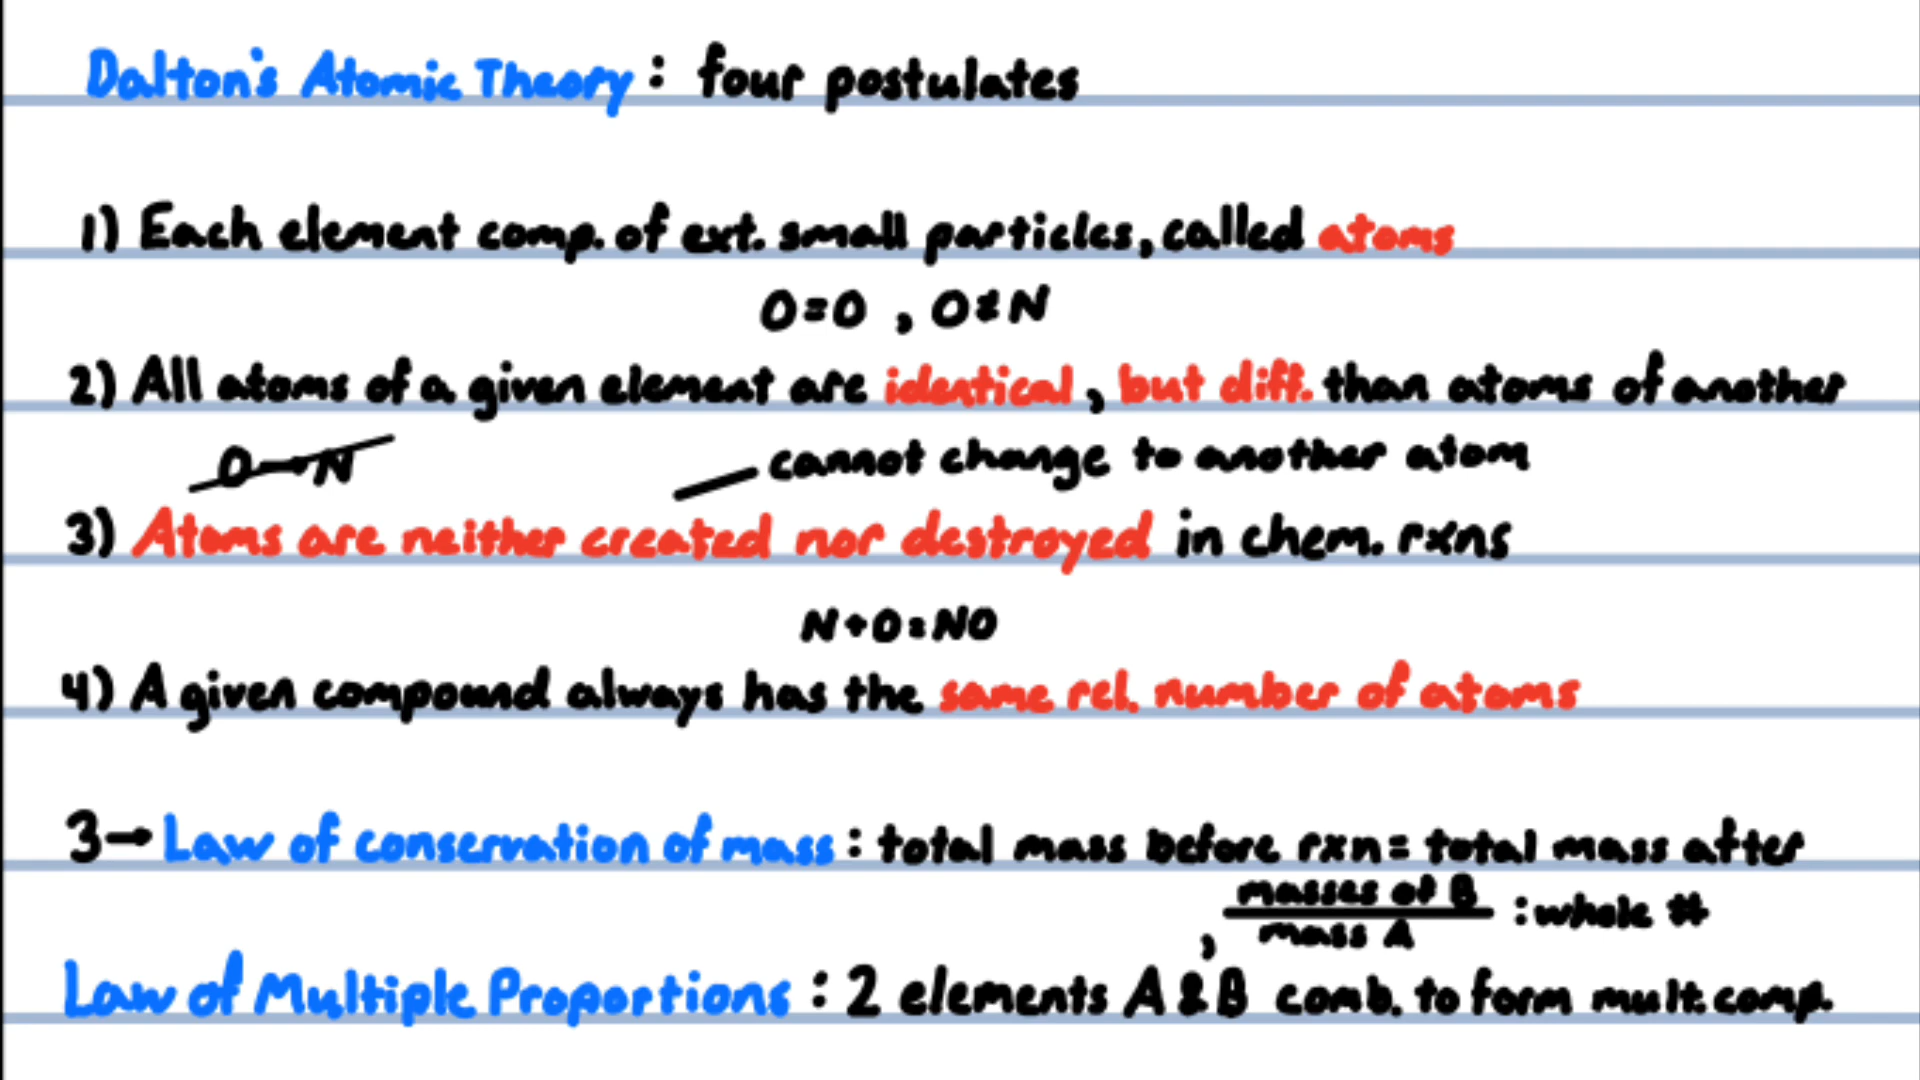 Dalton's Atomic Theory: four postulates
1) Each element comp. of ext. small particles, called atoms
O=O , O≠N
2) All atoms of a given element are identical, but diff. than atoms of another
O→N
cannot change to another atom
3) Atoms are neither created nor destroyed in chem. rxns
N+O=NO
4) A given compound always has the same rel. number of atoms
3→ Law of conservation of mass: total mass before rxn = total mass after
masses of B : whole #
mass A
Law of Multiple Proportions: 2 elements A & B, comb. to form mult. comp.